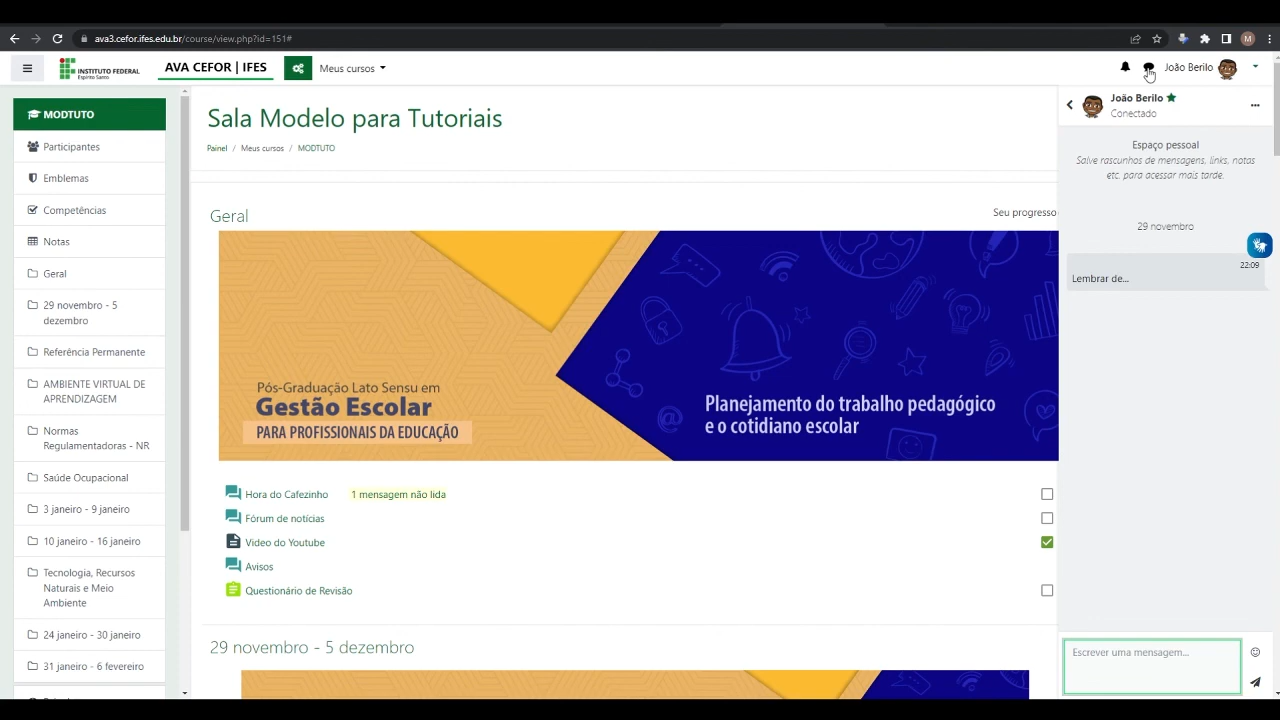 ava3.cefor.ifes.edu.br/course/view.php?id=151#
M
INSTITUTO FEDERAL
Espírito Santo
AVA CEFOR | IFES
Meus cursos
João Berilo
MODTUTO
Participantes
Emblemas
Competências
Notas
Geral
29 novembro - 5
dezembro
Referência Permanente
AMBIENTE VIRTUAL DE
APRENDIZAGEM
Normas
Regulamentadoras - NR
Saúde Ocupacional
3 janeiro - 9 janeiro
10 janeiro - 16 janeiro
Tecnologia, Recursos
Naturais e Meio
Ambiente
24 janeiro - 30 janeiro
31 janeiro - 6 fevereiro
Sala Modelo para Tutoriais
Painel / Meus cursos / MODTUTO
Geral
Seu progresso
Pós-Graduação Lato Sensu em
Gestão Escolar
PARA PROFISSIONAIS DA EDUCAÇÃO
Planejamento do trabalho pedagógico
e o cotidiano escolar
Hora do Cafezinho 1 mensagem não lida
Fórum de notícias
Video do Youtube
Avisos
Questionário de Revisão
29 novembro - 5 dezembro
João Berilo
Conectado
Espaço pessoal
Salve rascunhos de mensagens, links, notas
etc. para acessar mais tarde.
29 novembro
22:09
Lembrar de...
Escrever uma mensagem...